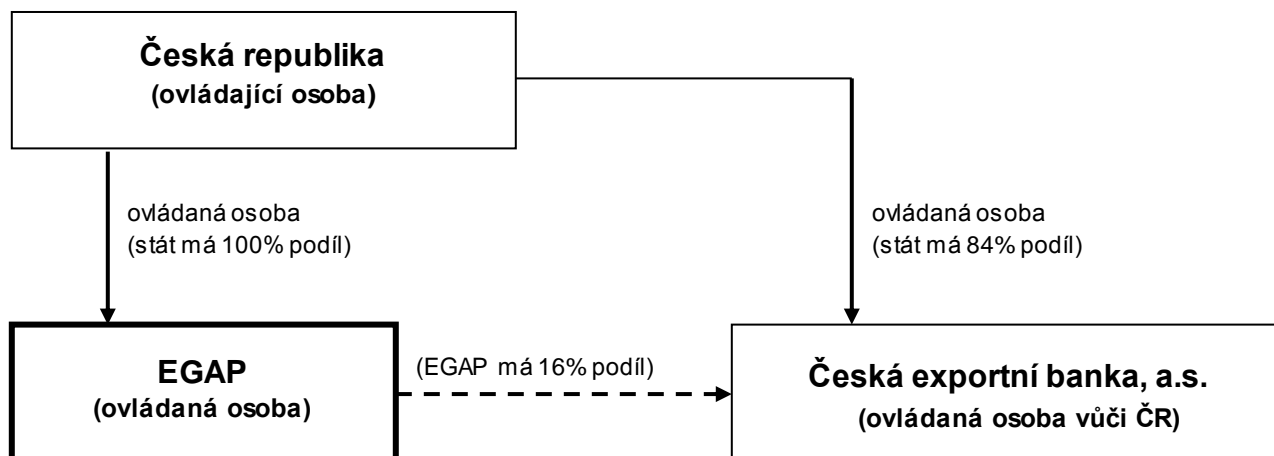 Česká republika
(ovládající osoba)
ovládaná osoba
(stát má 100% podíl)
ovládaná osoba
(stát má 84% podíl)
EGAP
(ovládaná osoba)
(EGAP má 16% podíl)
Česká exportní banka, a.s.
(ovládaná osoba vůči ČR)